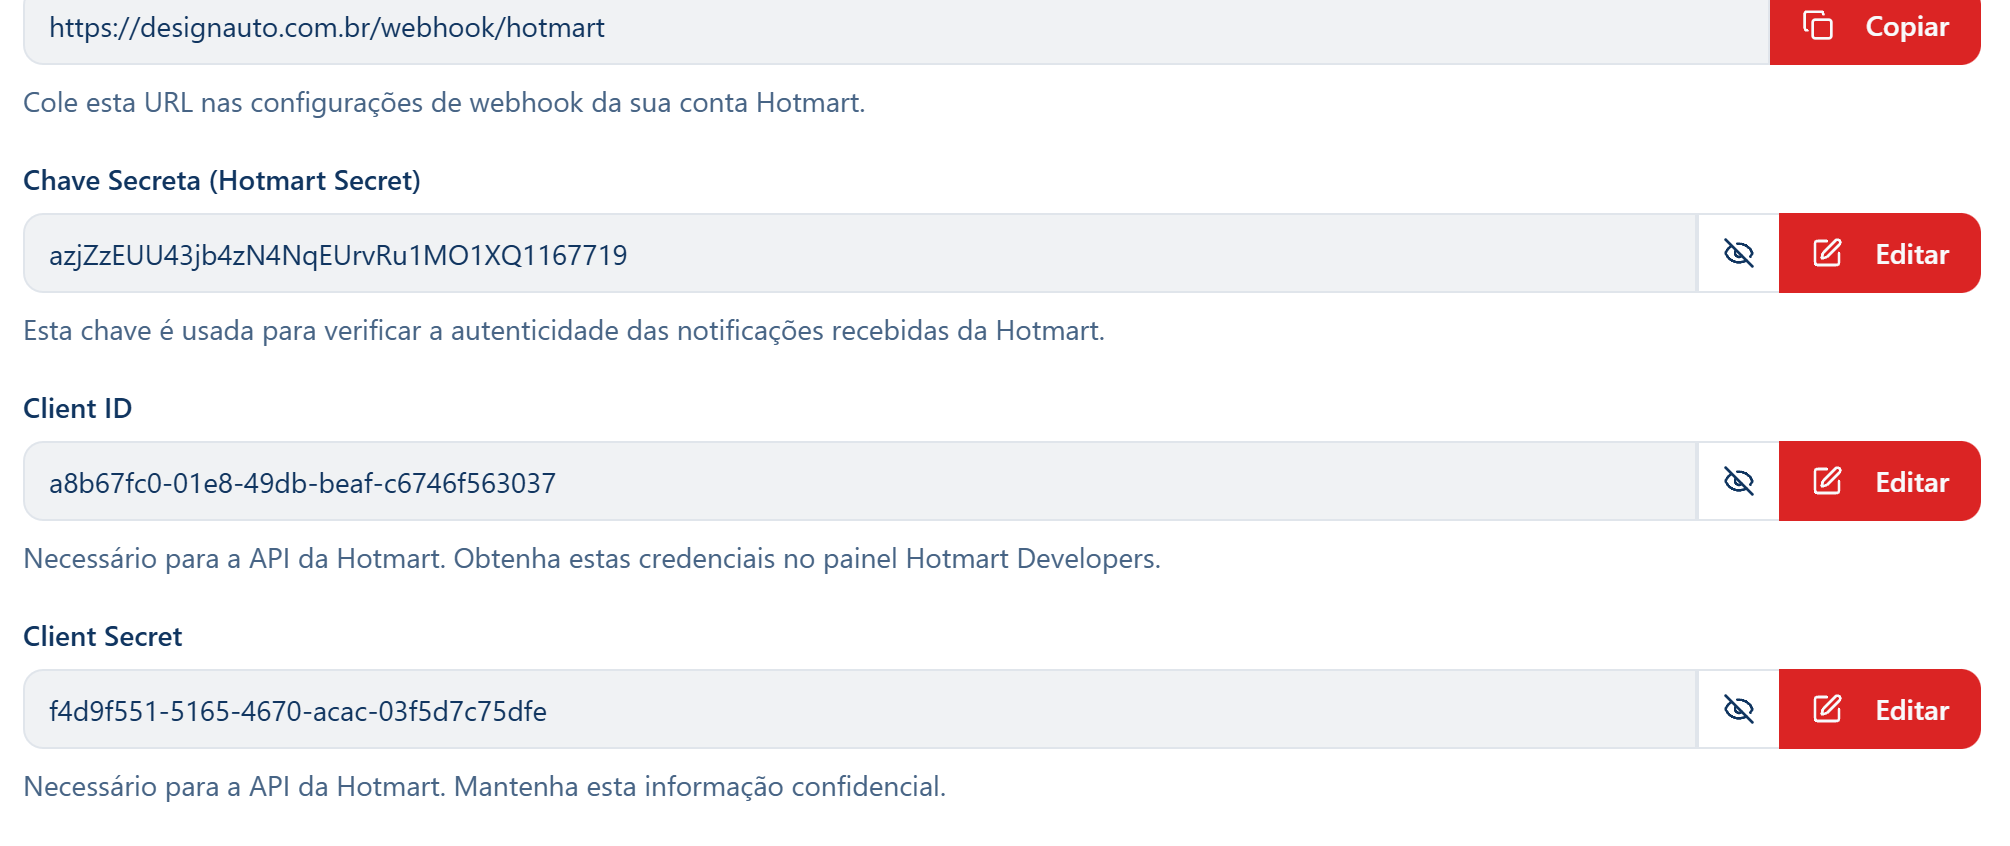 https://designauto.com.br/webhook/hotmart
Copiar
Cole esta URL nas configurações de webhook da sua conta Hotmart.
Chave Secreta (Hotmart Secret)
azjZzEUU43jb4zN4NqEUrvRu1MO1XQ1167719
Editar
Esta chave é usada para verificar a autenticidade das notificações recebidas da Hotmart.
Client ID
a8b67fc0-01e8-49db-beaf-c6746f563037
Editar
Necessário para a API da Hotmart. Obtenha estas credenciais no painel Hotmart Developers.
Client Secret
f4d9f551-5165-4670-acac-03f5d7c75dfe
Editar
Necessário para a API da Hotmart. Mantenha esta informação confidencial.